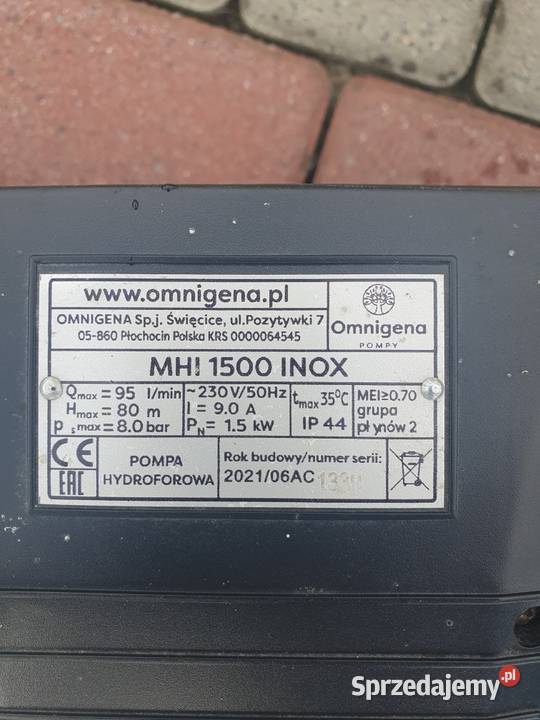 www.omnigena.pl
OMNIGENA Sp.j. Święcice, ul.Pozytywki 7
05-860 Płochocin Polska KRS 0000064545
Omnigena
POMPY
MHI 1500 INOX
Qmax = 95 l/min
Hmax = 80 m
p smax = 8.0 bar
~230V/50Hz
I = 9.0 A
PN = 1.5 kW
tmax 35°C
IP 44
MEI≥0.70
grupa
płynów 2
CE
EAC
POMPA
HYDROFOROWA
Rok budowy/numer serii:
2021/06AC
Sprzedajemy.pl